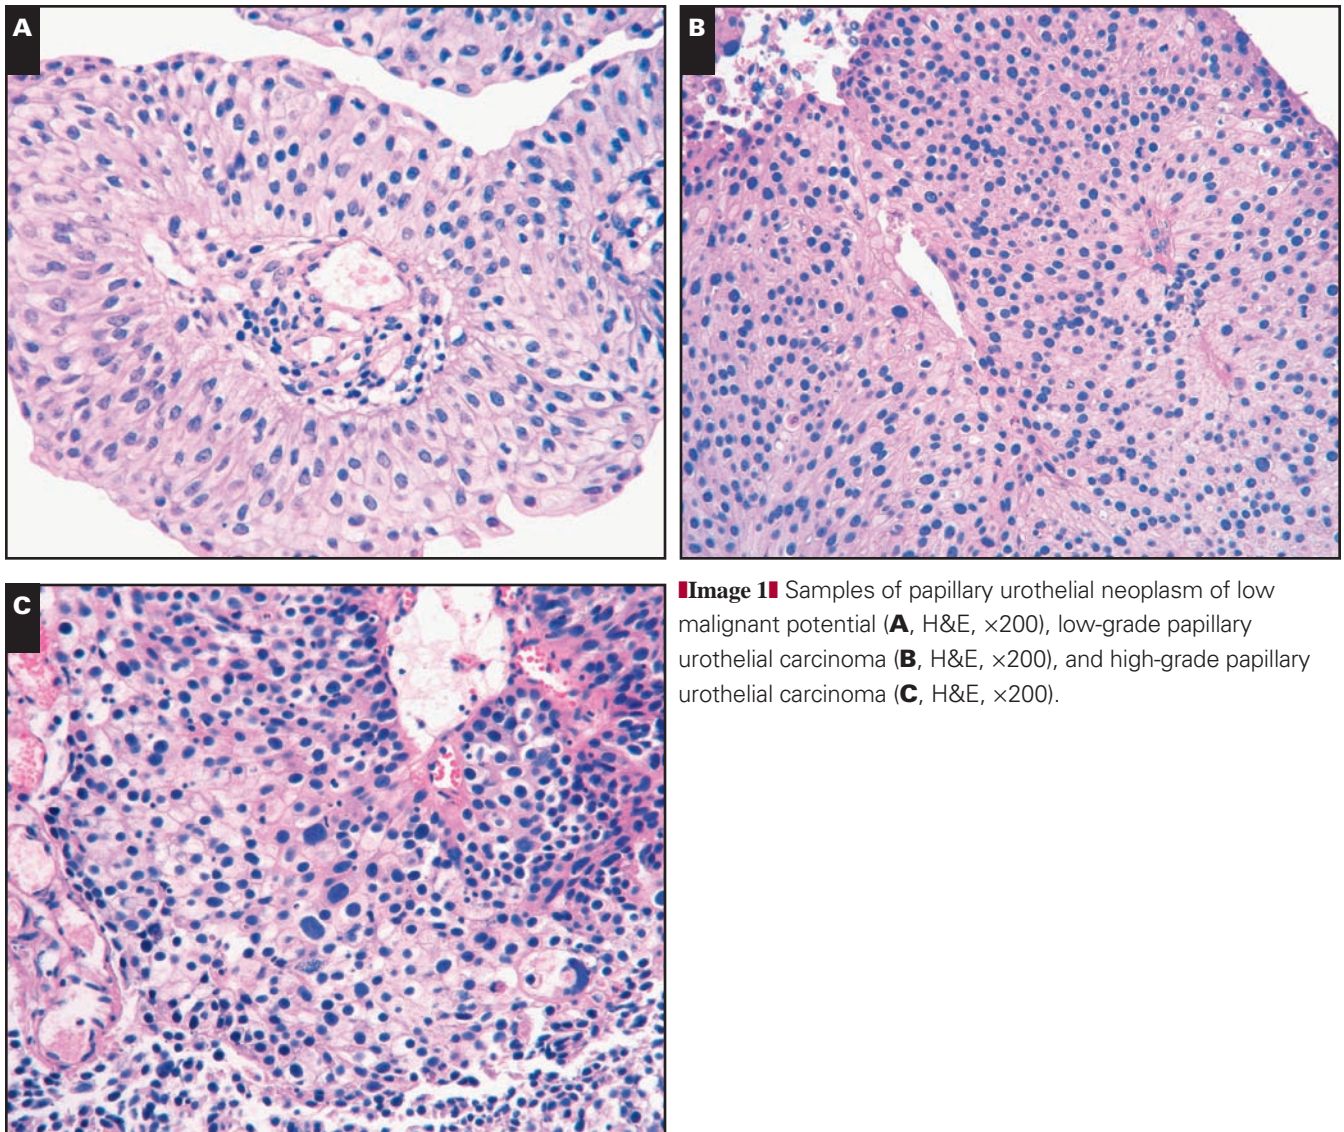 A
B
C
❚Image 1❚ Samples of papillary urothelial neoplasm of low
malignant potential (A, H&E, ×200), low-grade papillary
urothelial carcinoma (B, H&E, ×200), and high-grade papillary
urothelial carcinoma (C, H&E, ×200).